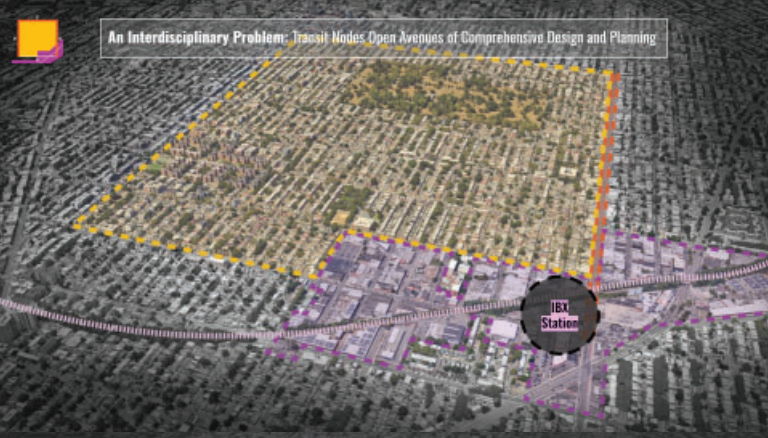 An Interdisciplinary Problem: Transit Nodes Open Avenues of Comprehensive Design and Planning
IBX
Station